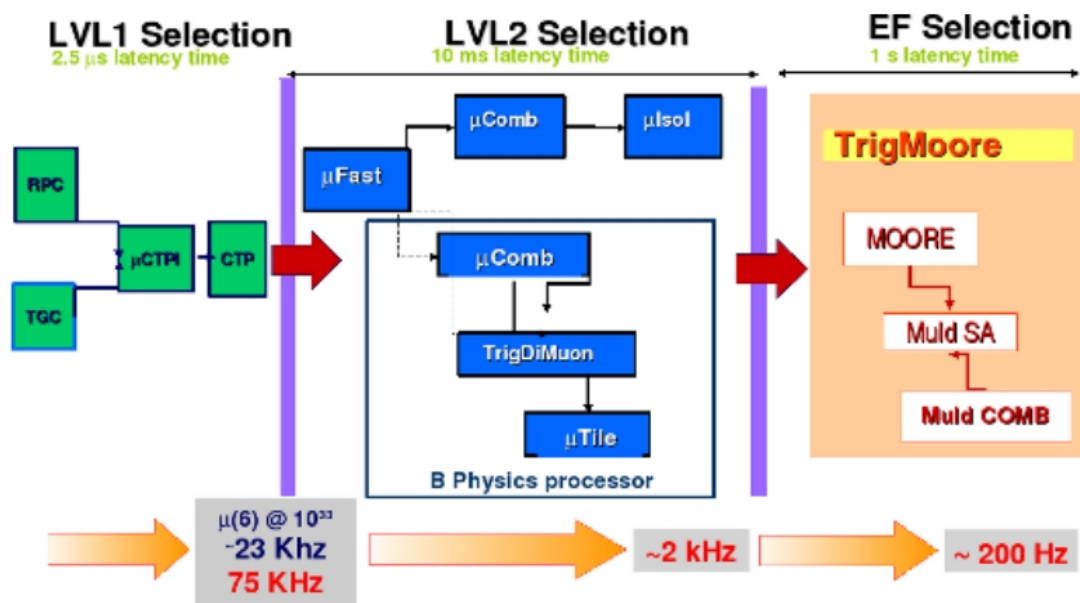 LVL1 Selection
2.5 μs latency time
LVL2 Selection
10 ms latency time
EF Selection
1 s latency time
μComb
μIsol
μFast
TrigMoore
RPC
μCTPI
CTP
TGC
μComb
TrigDiMuon
μTile
B Physics processor
MOORE
MuId SA
MuId COMB
μ(6) @ 10³³
~23 Khz
75 KHz
~2 kHz
~ 200 Hz